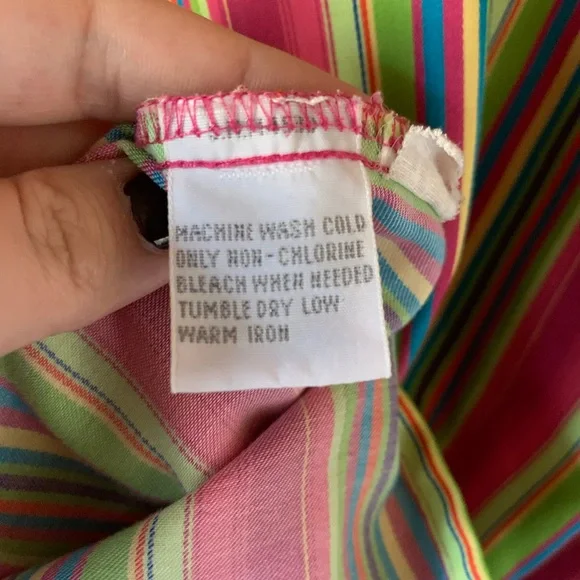 MACHINE WASH COLD
ONLY NON-CHLORINE
BLEACH WHEN NEEDED
TUMBLE DRY LOW
WARM IRON